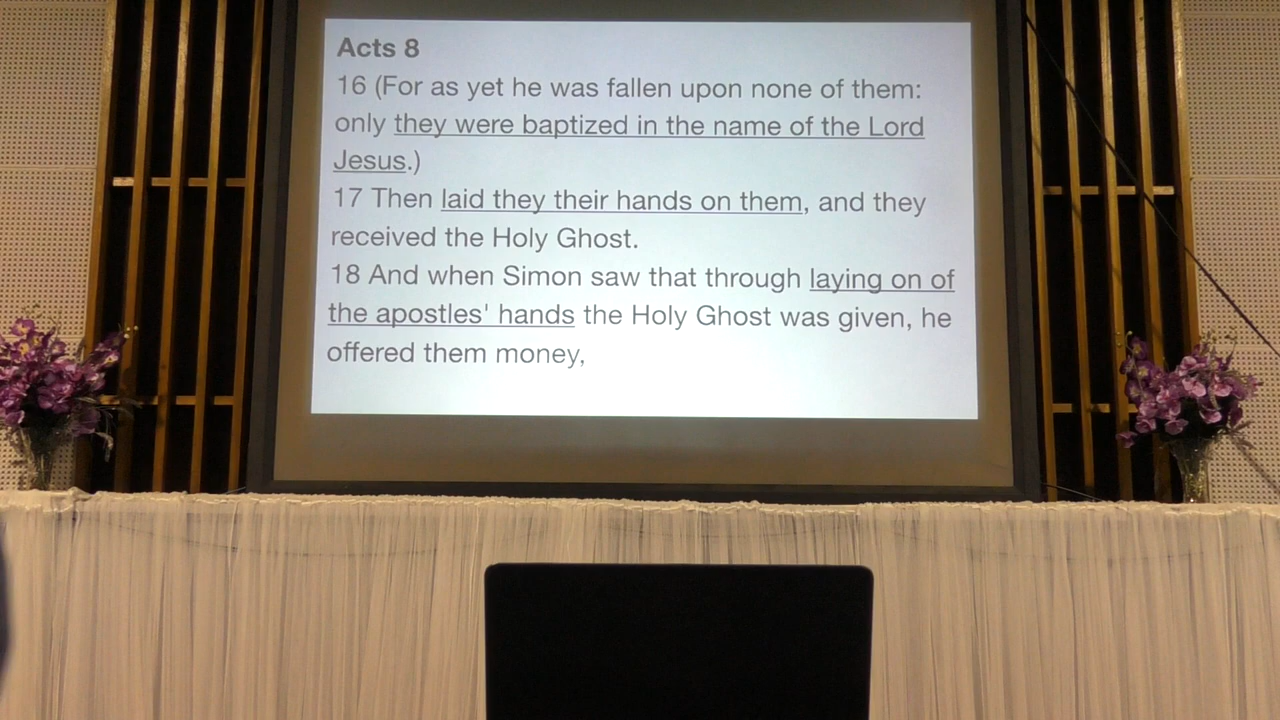 Acts 8
16 (For as yet he was fallen upon none of them:
only they were baptized in the name of the Lord
Jesus.)
17 Then laid they their hands on them, and they
received the Holy Ghost.
18 And when Simon saw that through laying on of
the apostles' hands the Holy Ghost was given, he
offered them money,